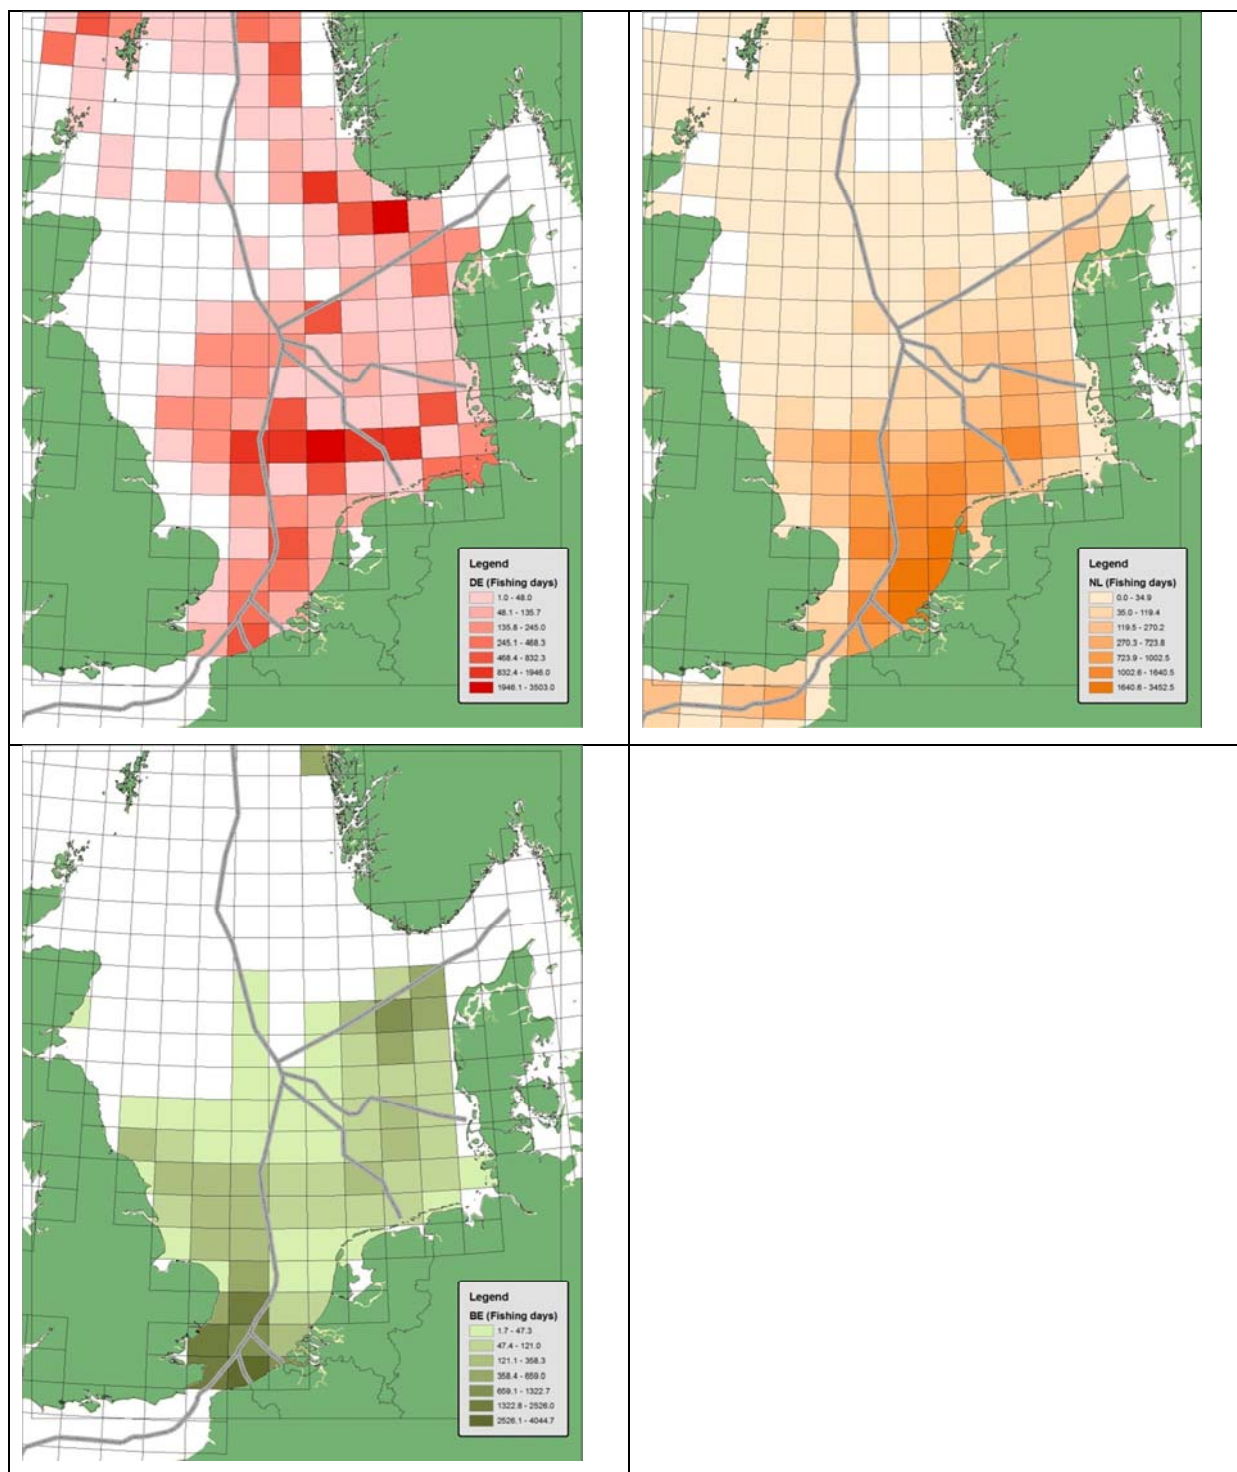 Legend
DE (Fishing days)
1.0 - 48.0
48.1 - 135.7
135.8 - 245.0
245.1 - 468.3
468.4 - 832.3
832.4 - 1946.0
1946.1 - 3503.0
Legend
NL (Fishing days)
0.0 - 34.9
35.0 - 119.4
119.5 - 270.2
270.3 - 723.8
723.9 - 1002.5
1002.6 - 1640.5
1640.6 - 3452.5
Legend
BE (Fishing days)
1.7 - 47.3
47.4 - 121.0
121.1 - 358.3
358.4 - 659.0
659.1 - 1322.7
1322.8 - 2526.0
2526.1 - 4044.7